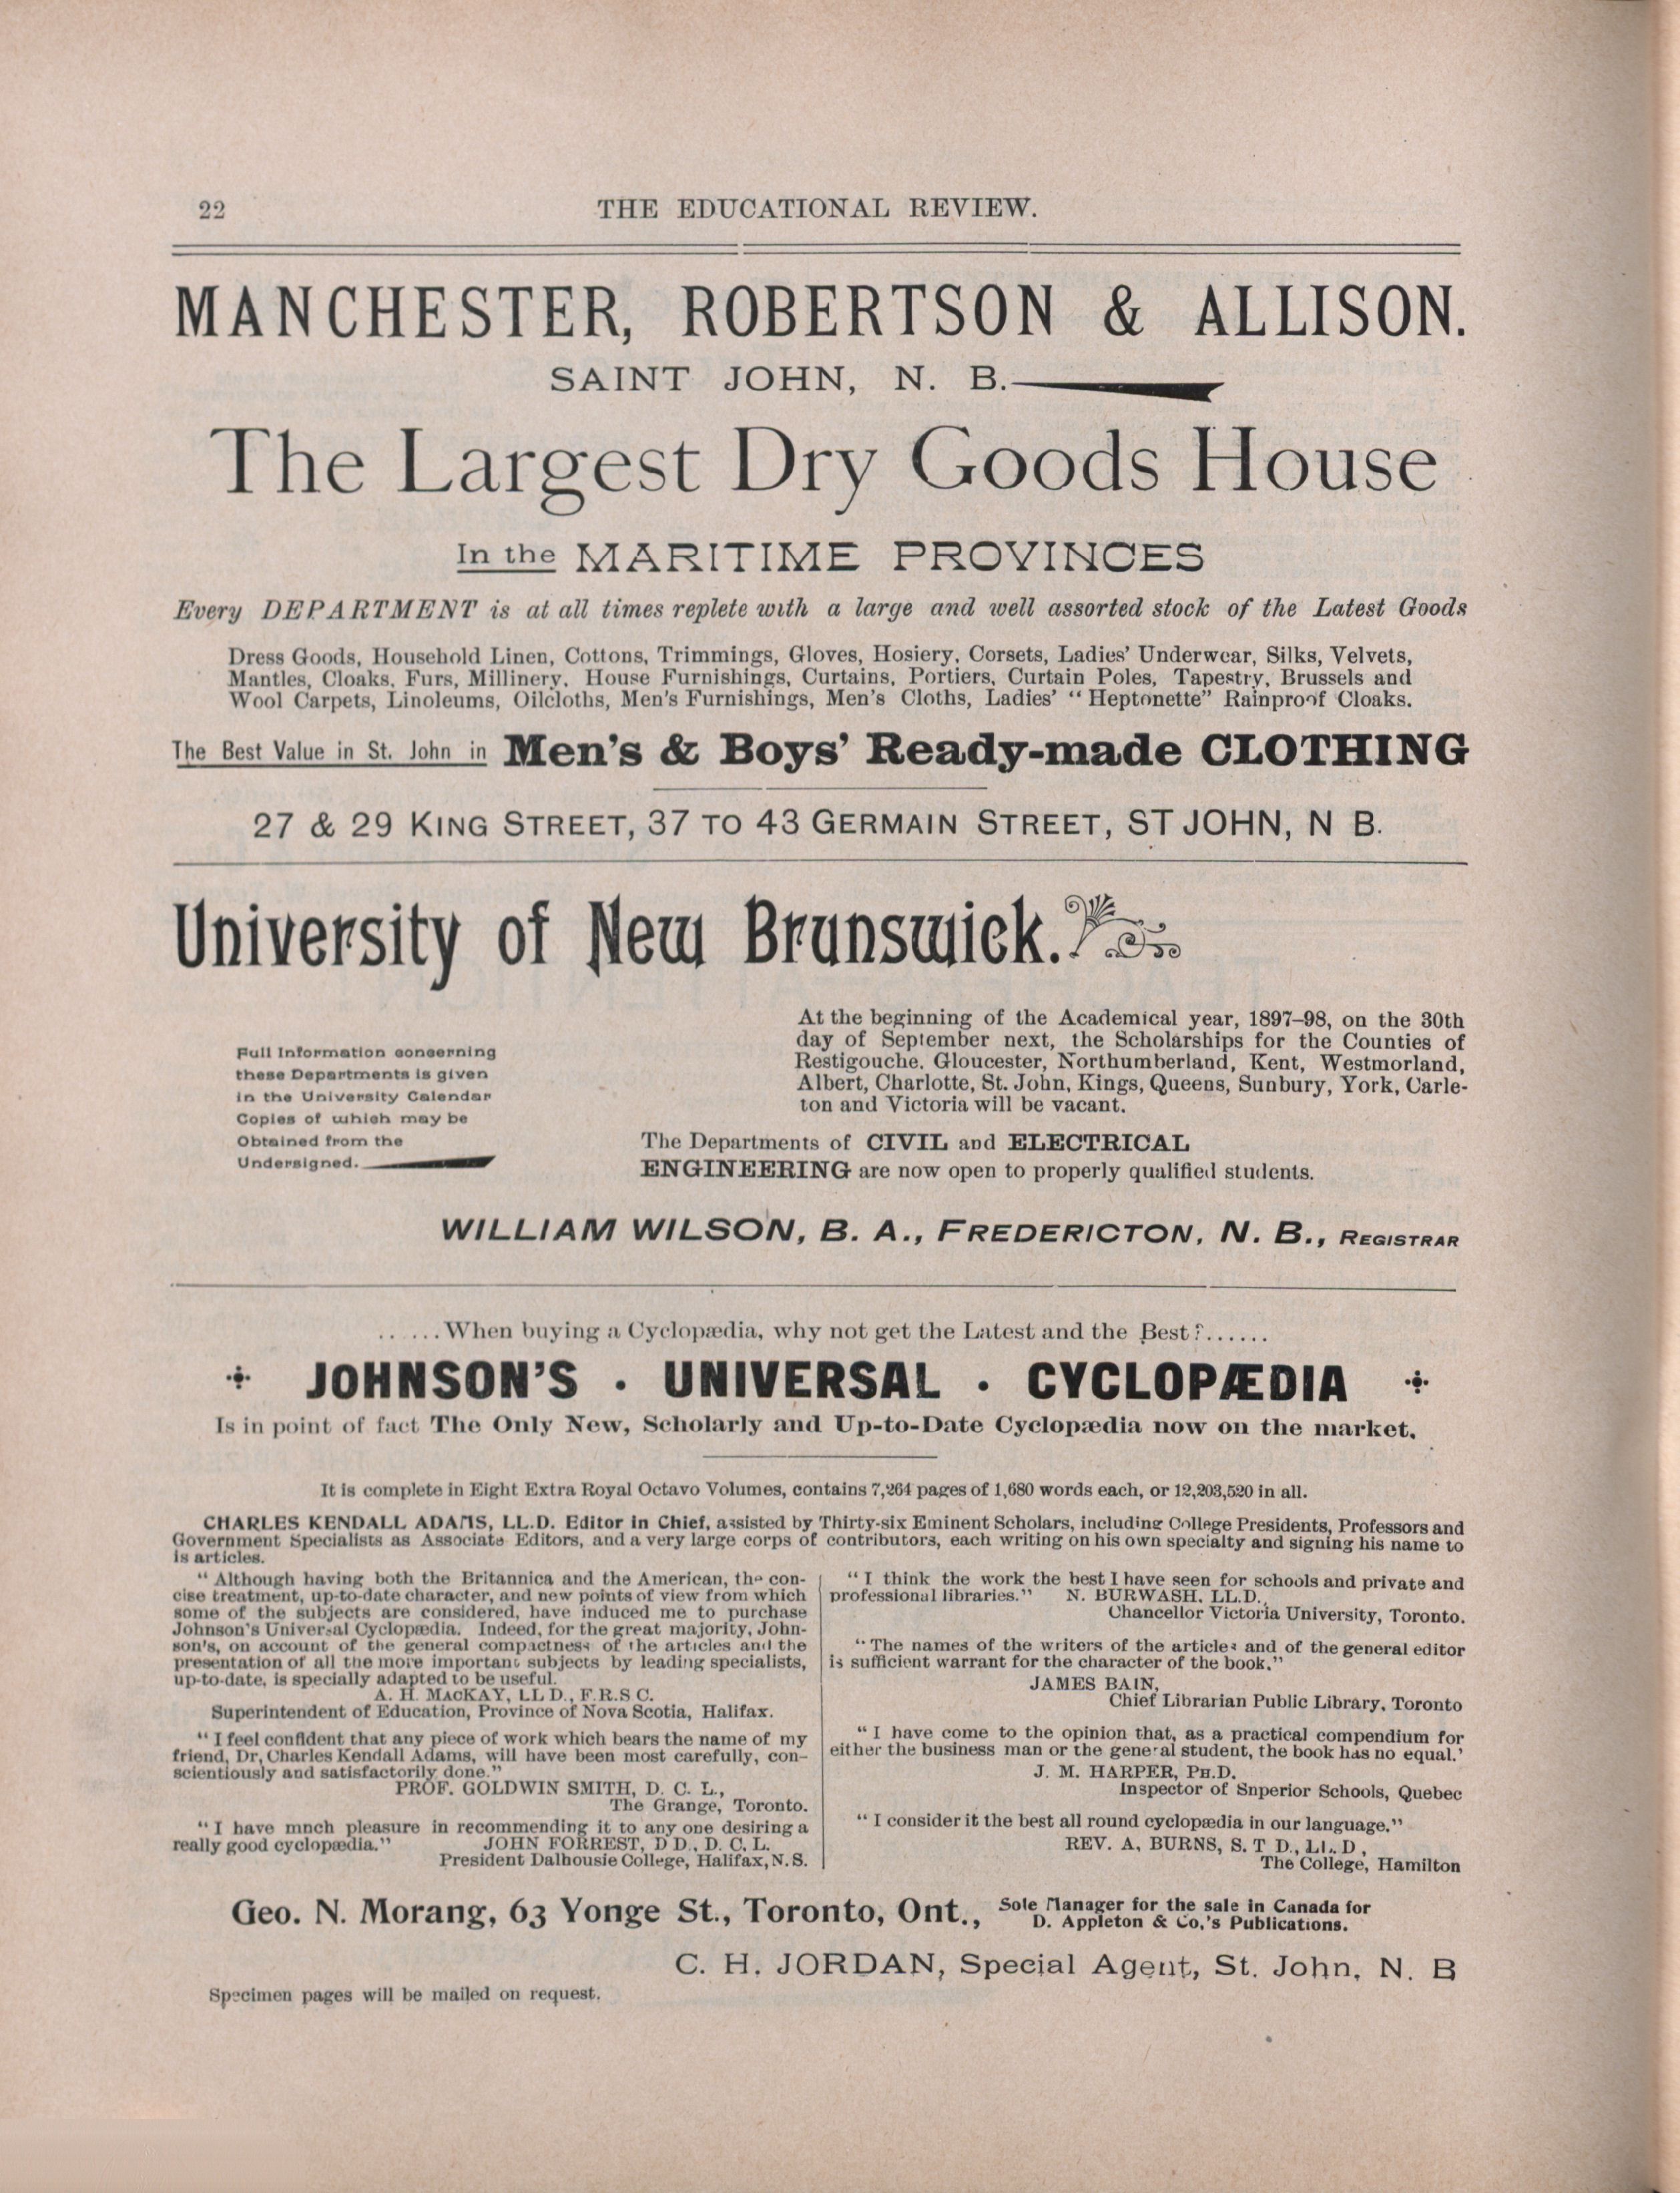 22
THE EDUCATIONAL REVIEW.
MANCHESTER, ROBERTSON & ALLISON.
SAINT JOHN, N. B.
The Largest Dry Goods House
In the MARITIME PROVINCES
Every DEPARTMENT is at all times replete with a large and well assorted stock of the Latest Goods
Dress Goods, Household Linen, Cottons, Trimmings, Gloves, Hosiery, Corsets, Ladies' Underwear, Silks, Velvets,
Mantles, Cloaks, Furs, Millinery, House Furnishings, Curtains, Portiers, Curtain Poles, Tapestry, Brussels and
Wool Carpets, Linoleums, Oilcloths, Men's Furnishings, Men's Cloths, Ladies' "Heptonette" Rainproof Cloaks.
The Best Value in St. John in Men's & Boys' Ready-made CLOTHING
27 & 29 KING STREET, 37 TO 43 GERMAIN STREET, ST JOHN, N B.
University of New Brunswick.
Full Information concerning
these Departments is given
in the University Calendar
Copies of which may be
Obtained from the
Undersigned.
At the beginning of the Academical year, 1897-98, on the 30th
day of September next, the Scholarships for the Counties of
Restigouche, Gloucester, Northumberland, Kent, Westmorland,
Albert, Charlotte, St. John, Kings, Queens, Sunbury, York, Carle-
ton and Victoria will be vacant.
The Departments of CIVIL and ELECTRICAL
ENGINEERING are now open to properly qualified students.
WILLIAM WILSON, B. A., FREDERICTON, N. B., REGISTRAR
......When buying a Cyclopædia, why not get the Latest and the Best?......
JOHNSON'S · UNIVERSAL · CYCLOPÆDIA
Is in point of fact The Only New, Scholarly and Up-to-Date Cyclopædia now on the market.
It is complete in Eight Extra Royal Octavo Volumes, contains 7,264 pages of 1,680 words each, or 12,203,520 in all.
CHARLES KENDALL ADAMS, LL.D. Editor in Chief, assisted by Thirty-six Eminent Scholars, including College Presidents, Professors and
Government Specialists as Associate Editors, and a very large corps of contributors, each writing on his own specialty and signing his name to
is articles.
"Although having both the Britannica and the American, the con-
cise treatment, up-to-date character, and new points of view from which
some of the subjects are considered, have induced me to purchase
Johnson's Universal Cyclopædia. Indeed, for the great majority, John-
son's, on account of the general compactness of the articles and the
presentation of all the more important subjects by leading specialists,
up-to-date, is specially adapted to be useful.
A. H. MACKAY, LL D., F.R.S C.
Superintendent of Education, Province of Nova Scotia, Halifax.
"I feel confident that any piece of work which bears the name of my
friend, Dr, Charles Kendall Adams, will have been most carefully, con-
scientiously and satisfactorily done."
PROF. GOLDWIN SMITH, D. C. L.,
The Grange, Toronto.
"I have mnch pleasure in recommending it to any one desiring a
really good cyclopædia." JOHN FORREST, D D., D. C. L.
President Dalhousie College, Halifax, N. S.
"I think the work the best I have seen for schools and private and
professional libraries." N. BURWASH, LL.D.,
Chancellor Victoria University, Toronto.
"The names of the writers of the articles and of the general editor
is sufficient warrant for the character of the book."
JAMES BAIN,
Chief Librarian Public Library, Toronto
"I have come to the opinion that, as a practical compendium for
either the business man or the general student, the book has no equal.'
J. M. HARPER, PH.D.
Inspector of Snperior Schools, Quebec
"I consider it the best all round cyclopædia in our language."
REV. A, BURNS, S. T D., LL. D,
The College, Hamilton
Geo. N. Morang, 63 Yonge St., Toronto, Ont., Sole Manager for the sale in Canada for
D. Appleton & Co.'s Publications.
C. H. JORDAN, Special Agent, St. John, N. B
Specimen pages will be mailed on request.